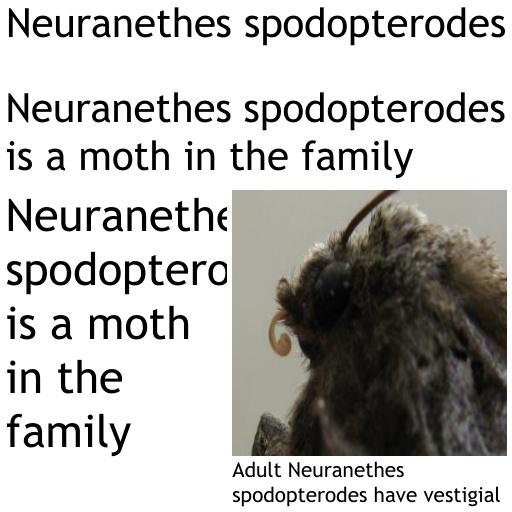 Neuranethes spodopterodes
Neuranethes spodopterodes
is a moth in the family
Neuranethe
spodoptero
is a moth
in the
family
Adult Neuranethes
spodopterodes have vestigial